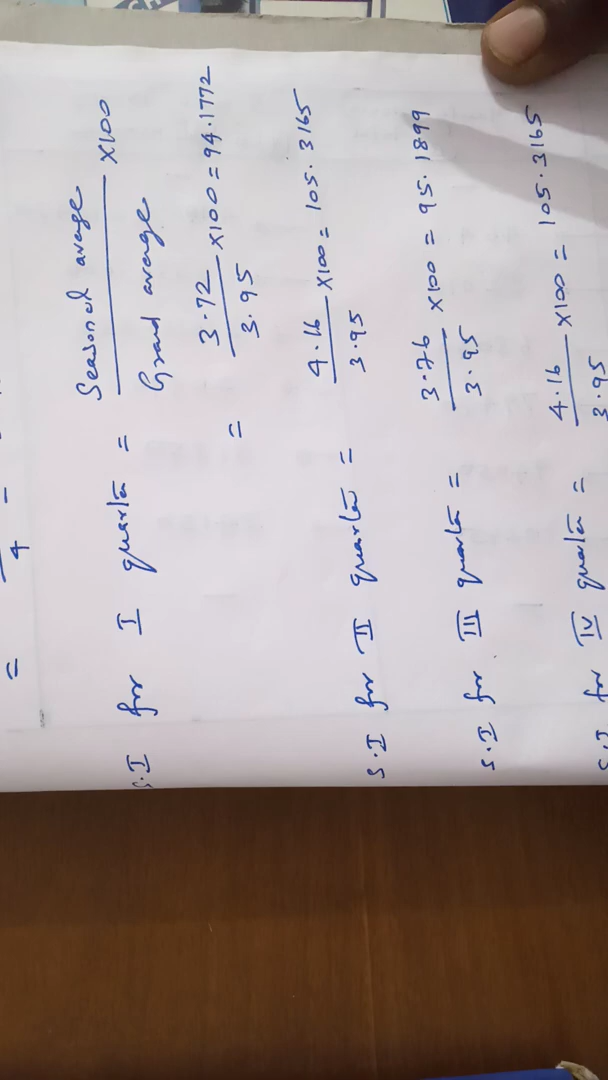 = /4 =
S.I for I quarter = Seasonal average / Grand average X100
= 3.72 / 3.95 X100 = 94.1772
S.I for II quarter = 4.16 / 3.95 X100 = 105.3165
S.I for III quarter = 3.76 / 3.95 X100 = 95.1899
S.I for IV quarter = 4.16 / 3.95 X100 = 105.3165